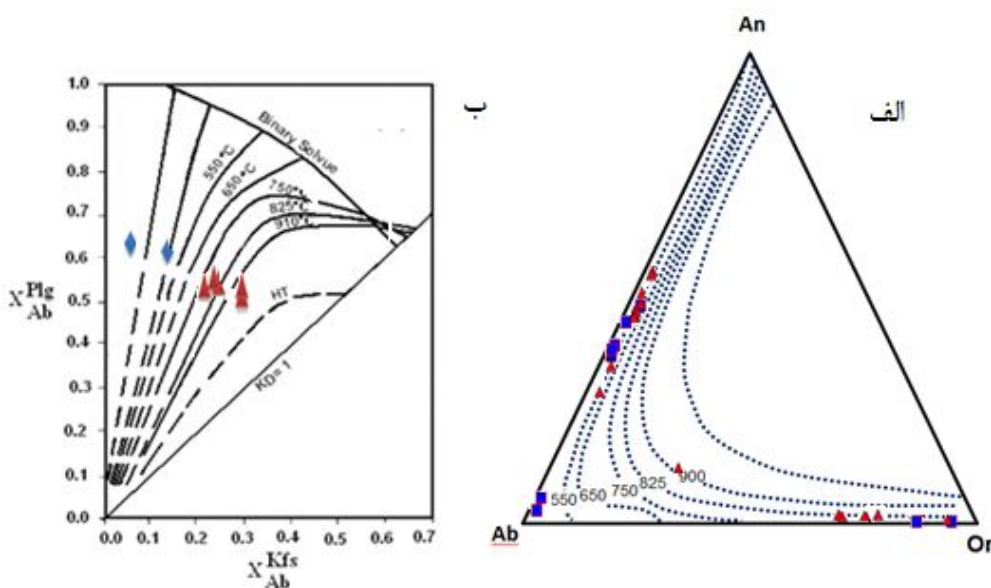 An
الف
ب
1.0
0.9
0.8
0.7
0.6
0.5
0.4
0.3
0.2
0.1
0.0
X Plg Ab
Binary Solvue
550 °C
650 °C
750°C
825°C
910°C
HT
KD= 1
0.0 0.1 0.2 0.3 0.4 0.5 0.6 0.7
X Kfs Ab
550 650 750 825 900
Ab
Or